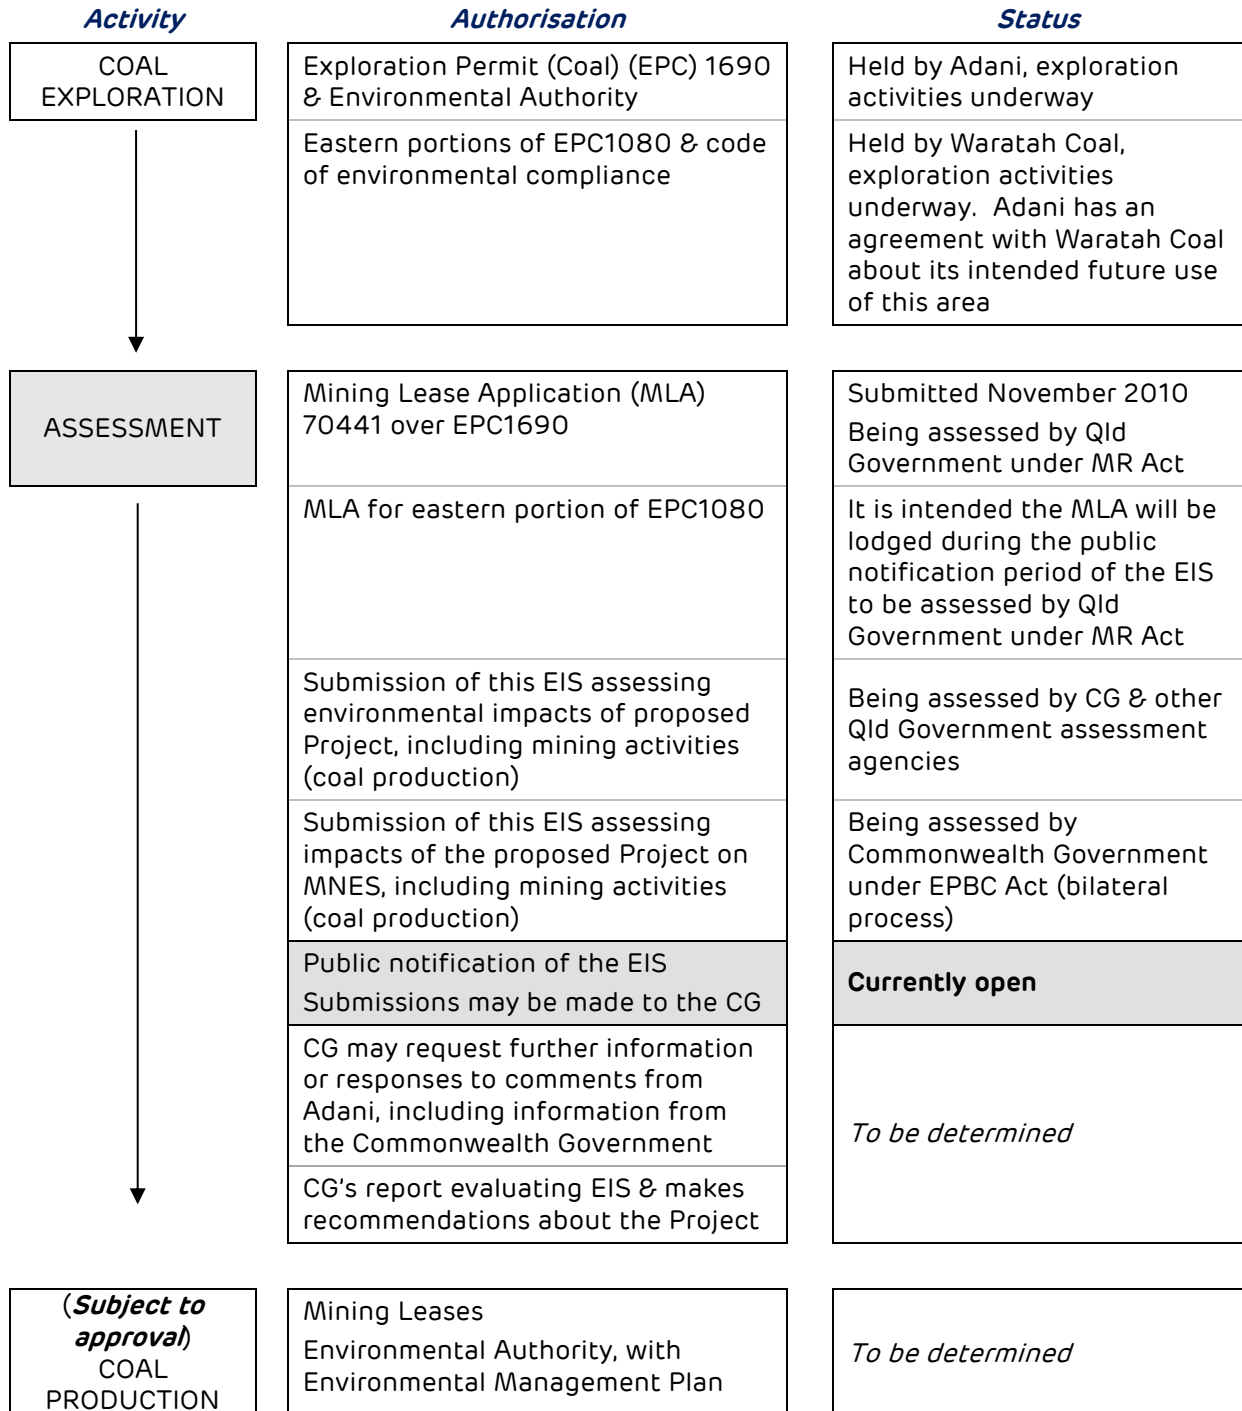 Activity
Authorisation
Status
COAL
EXPLORATION
Exploration Permit (Coal) (EPC) 1690
& Environmental Authority
Held by Adani, exploration
activities underway
Eastern portions of EPC1080 & code
of environmental compliance
Held by Waratah Coal,
exploration activities
underway.  Adani has an
agreement with Waratah Coal
about its intended future use
of this area
ASSESSMENT
Mining Lease Application (MLA)
70441 over EPC1690
Submitted November 2010
Being assessed by Qld
Government under MR Act
MLA for eastern portion of EPC1080
It is intended the MLA will be
lodged during the public
notification period of the EIS
to be assessed by Qld
Government under MR Act
Submission of this EIS assessing
environmental impacts of proposed
Project, including mining activities
(coal production)
Being assessed by CG & other
Qld Government assessment
agencies
Submission of this EIS assessing
impacts of the proposed Project on
MNES, including mining activities
(coal production)
Being assessed by
Commonwealth Government
under EPBC Act (bilateral
process)
Public notification of the EIS
Submissions may be made to the CG
Currently open
CG may request further information
or responses to comments from
Adani, including information from
the Commonwealth Government
CG's report evaluating EIS & makes
recommendations about the Project
To be determined
(Subject to
approval)
COAL
PRODUCTION
Mining Leases
Environmental Authority, with
Environmental Management Plan
To be determined